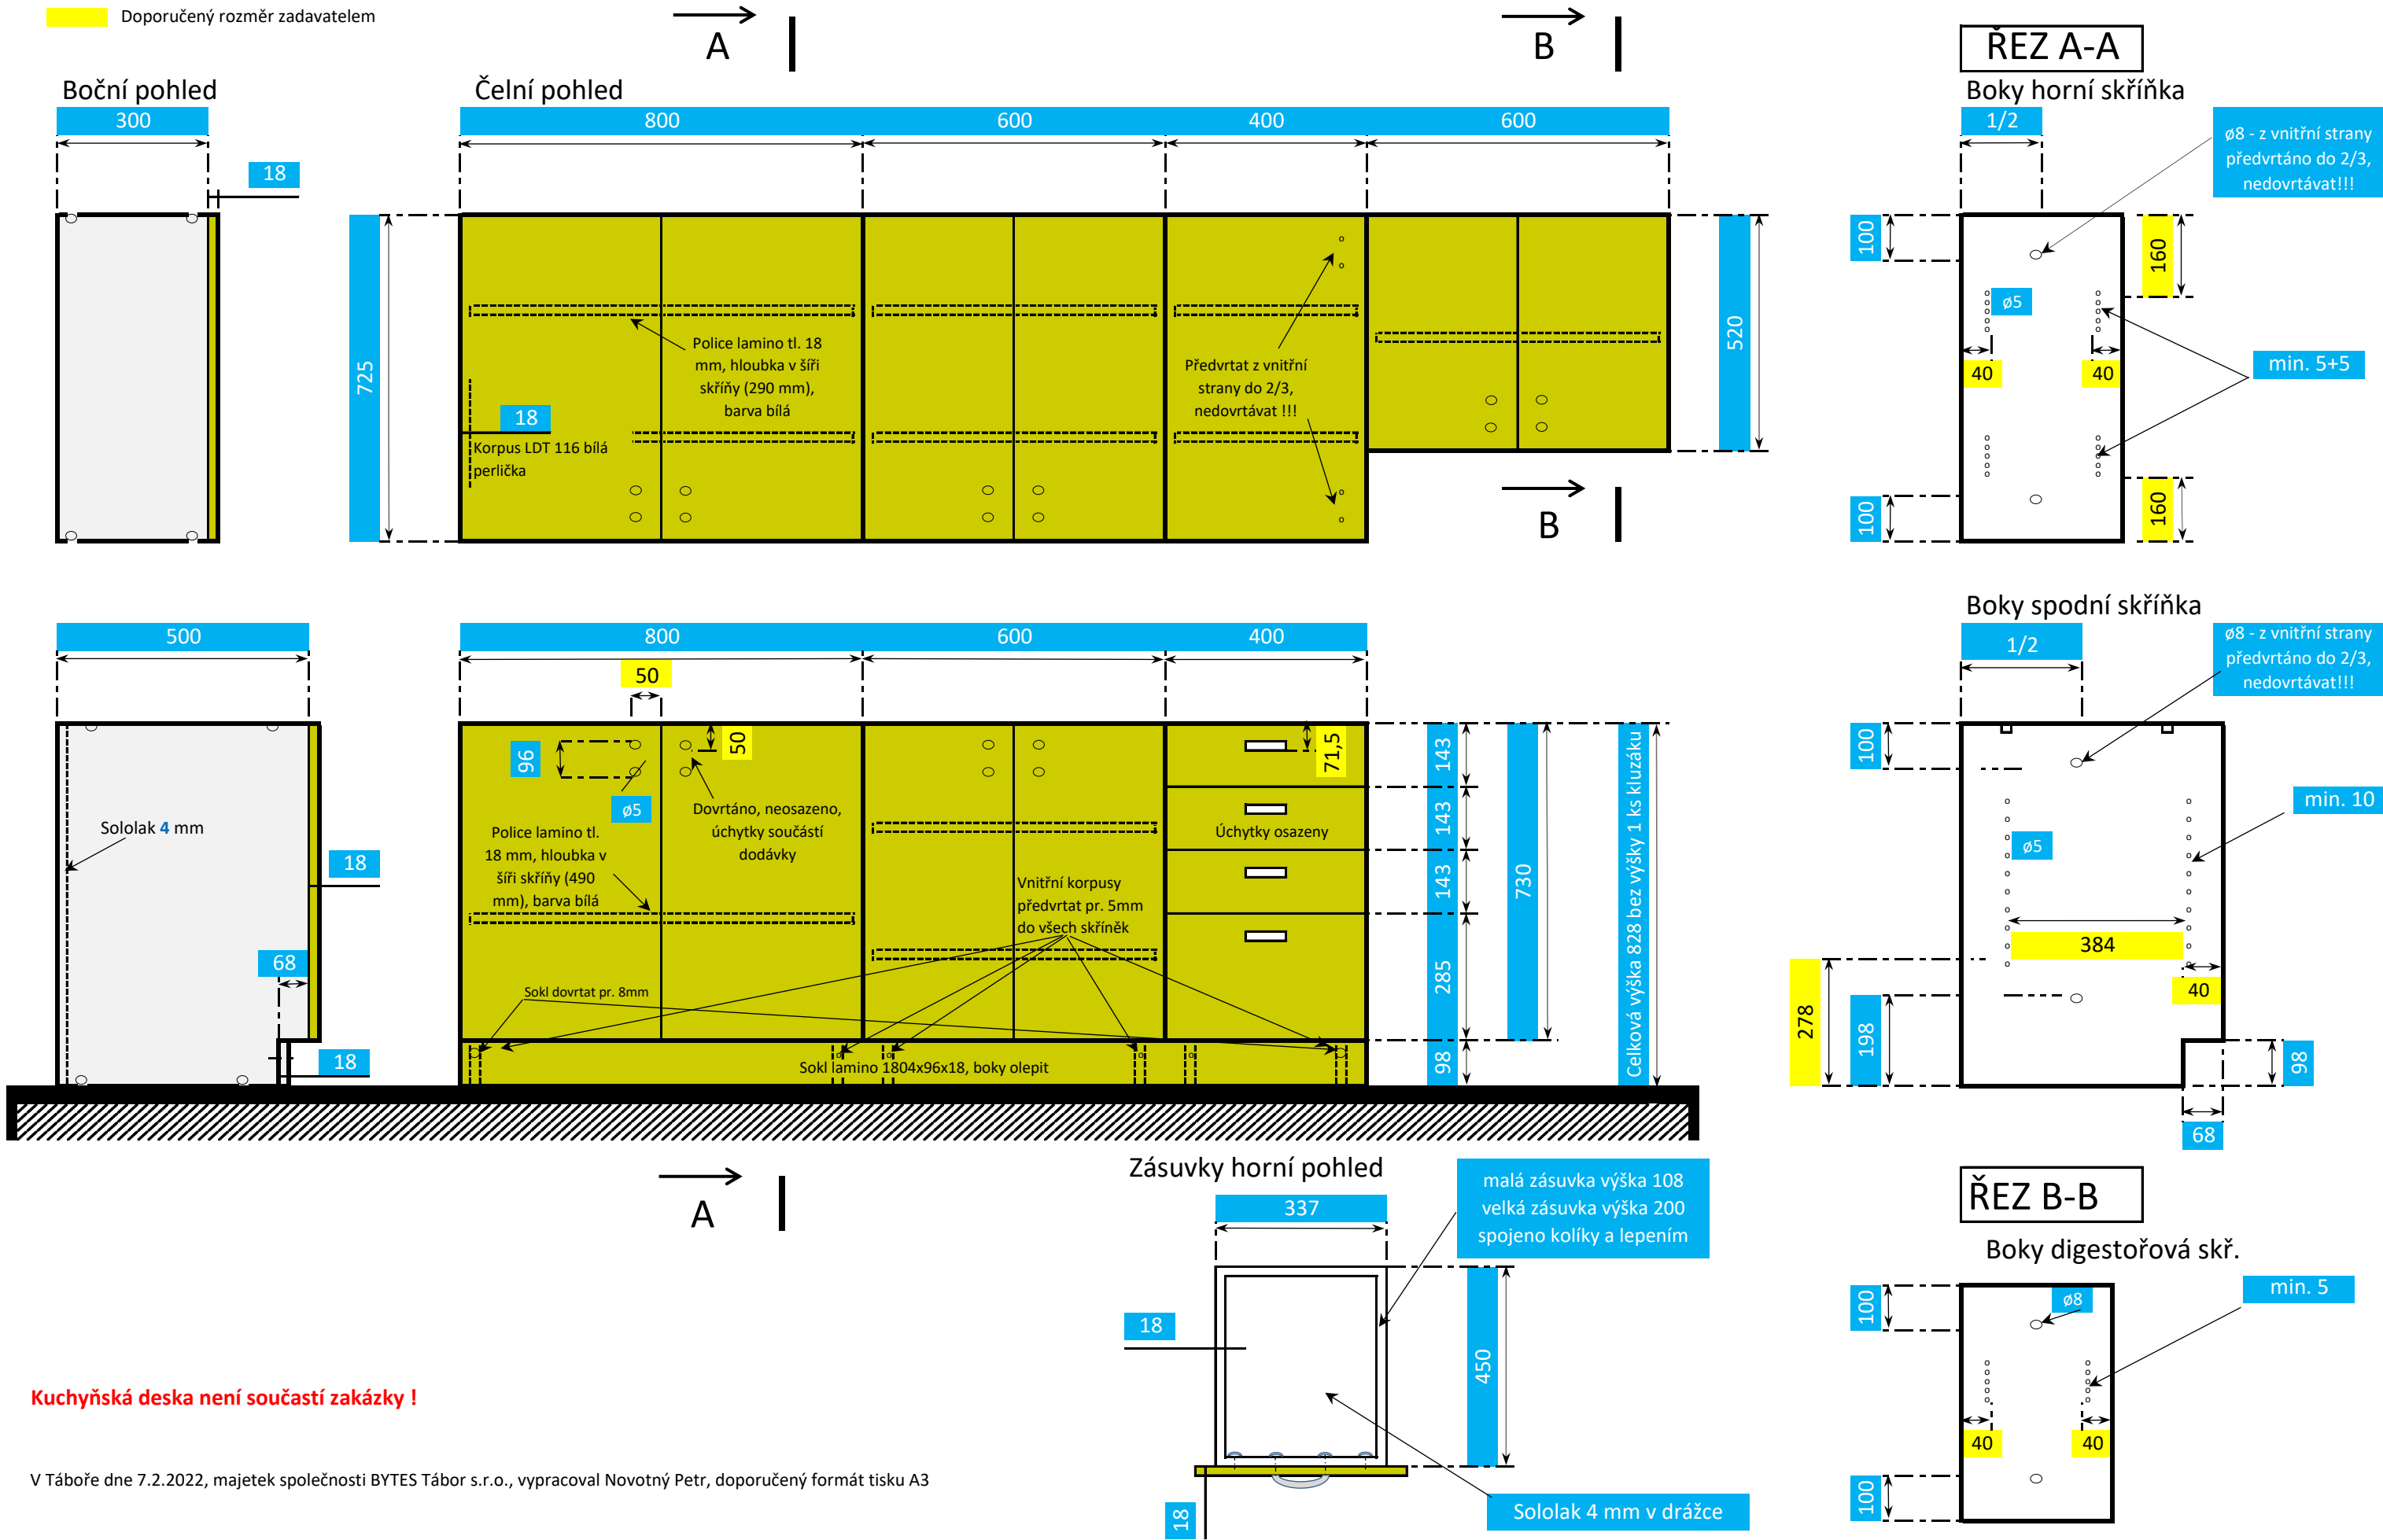 Doporučený rozměr zadavatelem
A
B
ŘEZ A-A
Boční pohled
Čelní pohled
Boky horní skříňka
300
800
600
400
600
1/2
ø8 - z vnitřní strany
předvrtáno do 2/3,
nedovrtávat!!!
18
725
520
100
160
ø5
40
40
min. 5+5
100
160
Police lamino tl. 18
mm, hloubka v šíři
skříňy (290 mm),
barva bílá
Předvrtat z vnitřní
strany do 2/3,
nedovrtávat !!!
18
Korpus LDT 116 bílá
perlička
B
Boky spodní skříňka
500
800
600
400
1/2
ø8 - z vnitřní strany
předvrtáno do 2/3,
nedovrtávat!!!
50
96
50
71,5
ø5
Dovrtáno, neosazeno,
úchytky součástí
dodávky
Úchytky osazeny
Sololak 4 mm
18
68
18
Police lamino tl.
18 mm, hloubka v
šíři skříňy (490
mm), barva bílá
Vnitřní korpusy
předvrtat pr. 5mm
do všech skříněk
Sokl dovrtat pr. 8mm
Sokl lamino 1804x96x18, boky olepit
143
143
143
285
98
730
Celková výška 828 bez výšky 1 ks kluzáku
100
min. 10
ø5
384
40
278
198
98
68
A
Zásuvky horní pohled
337
malá zásuvka výška 108
velká zásuvka výška 200
spojeno kolíky a lepením
18
450
18
Sololak 4 mm v drážce
ŘEZ B-B
Boky digestořová skř.
100
ø8
min. 5
40
40
100
Kuchyňská deska není součastí zakázky !
V Táboře dne 7.2.2022, majetek společnosti BYTES Tábor s.r.o., vypracoval Novotný Petr, doporučený formát tisku A3